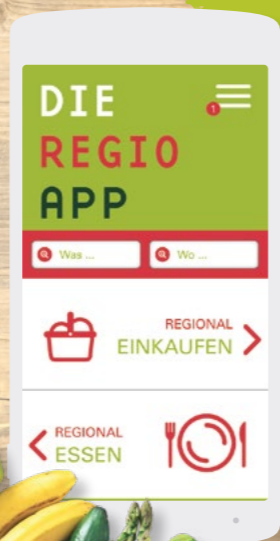 DIE
REGIO
APP
1
Was ...
Wo ...
REGIONAL
EINKAUFEN
REGIONAL
ESSEN